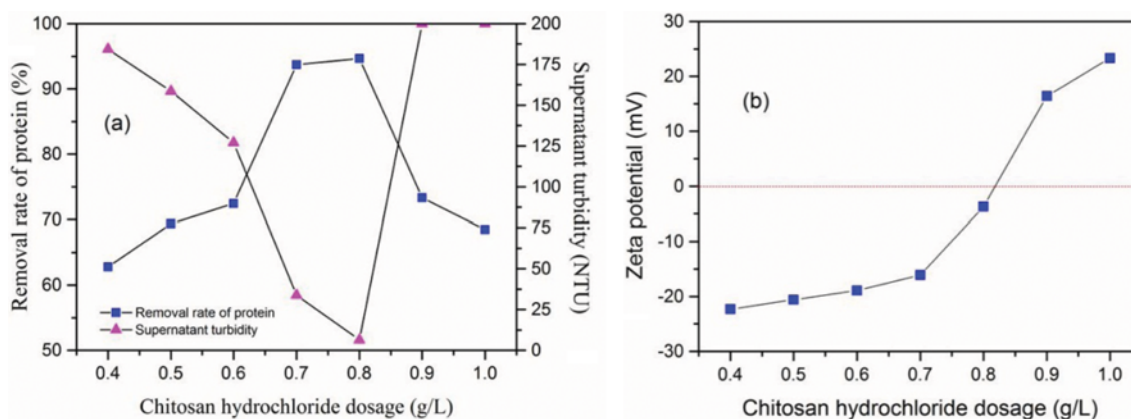 (a)
Removal rate of protein (%)
100
90
80
70
60
50
200
175
150
125
100
75
50
25
0
Supernatant turbidity (NTU)
Removal rate of protein
Supernatant turbidity
0.4 0.5 0.6 0.7 0.8 0.9 1.0
Chitosan hydrochloride dosage (g/L)
(b)
Zeta potential (mV)
30
20
10
0
-10
-20
-30
0.4 0.5 0.6 0.7 0.8 0.9 1.0
Chitosan hydrochloride dosage (g/L)